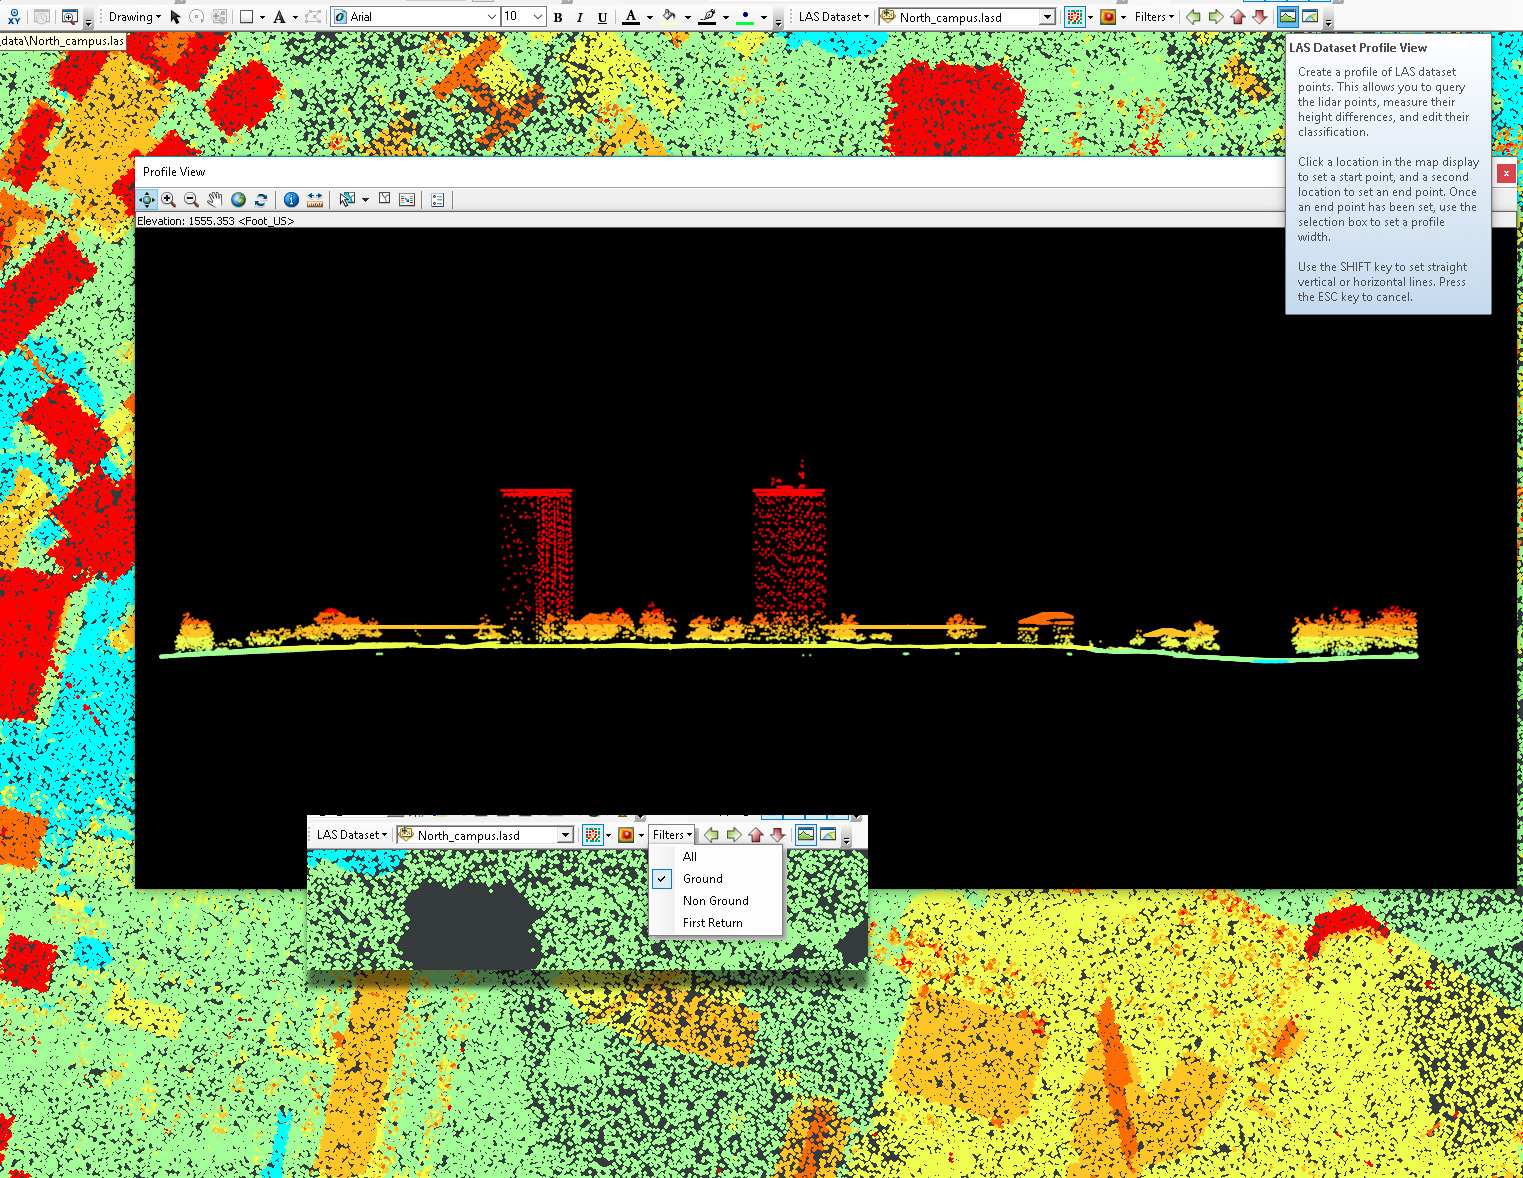 XY
Drawing
Arial
10
B
I
U
A
LAS Dataset
North_campus.lasd
Filters
_data\North_campus.las
LAS Dataset Profile View
Create a profile of LAS dataset
points. This allows you to query
the lidar points, measure their
height differences, and edit their
classification.
Click a location in the map display
to set a start point, and a second
location to set an end point. Once
an end point has been set, use the
selection box to set a profile
width.
Use the SHIFT key to set straight
vertical or horizontal lines. Press
the ESC key to cancel.
Profile View
Elevation: 1555.353 <Foot_US>
LAS Dataset
North_campus.lasd
Filters
All
Ground
Non Ground
First Return